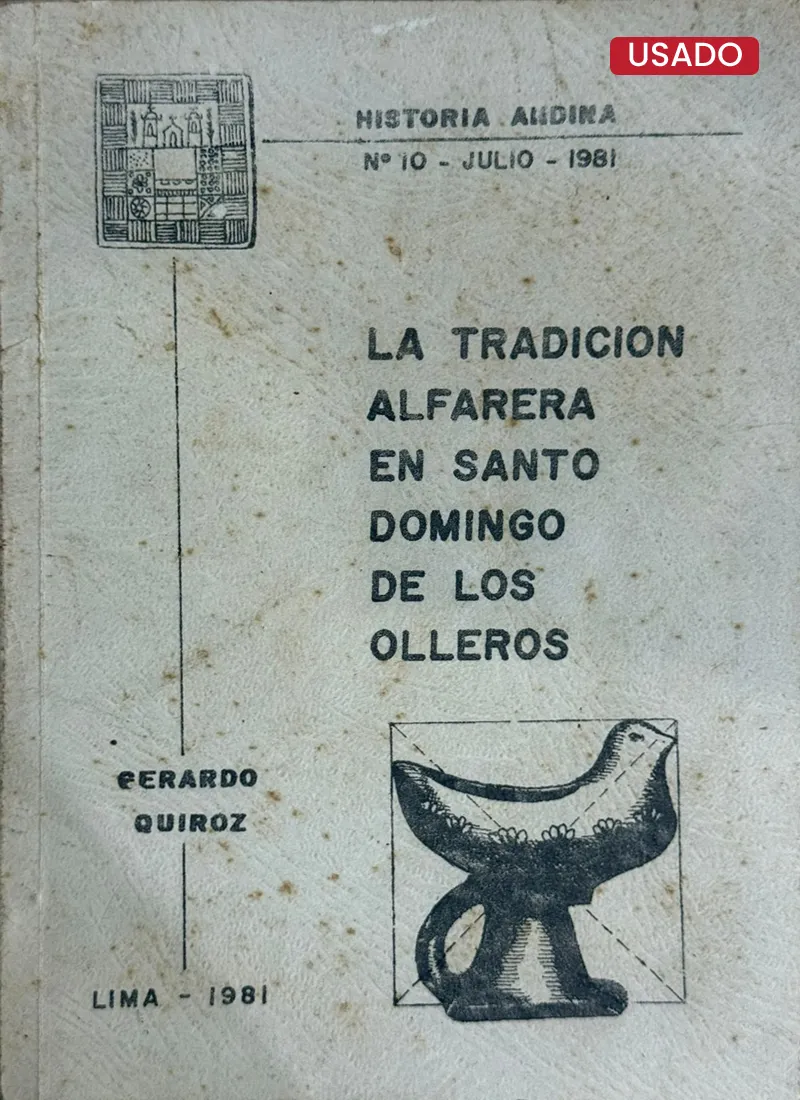 USADO
HISTORIA ANDINA
Nº 10 - JULIO - 1981
LA TRADICION
ALFARERA
EN SANTO
DOMINGO
DE LOS
OLLEROS
GERARDO
QUIROZ
LIMA - 1981